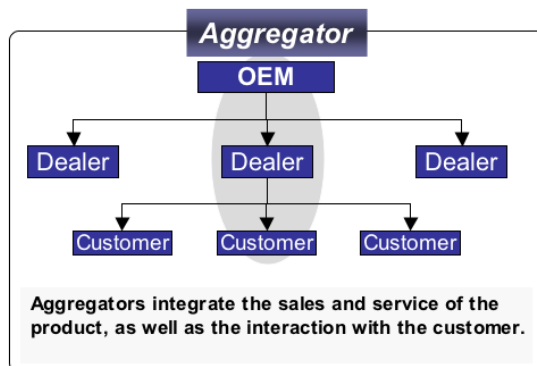 Aggregator
OEM
Dealer Dealer Dealer
Customer Customer Customer
Aggregators integrate the sales and service of the
product, as well as the interaction with the customer.